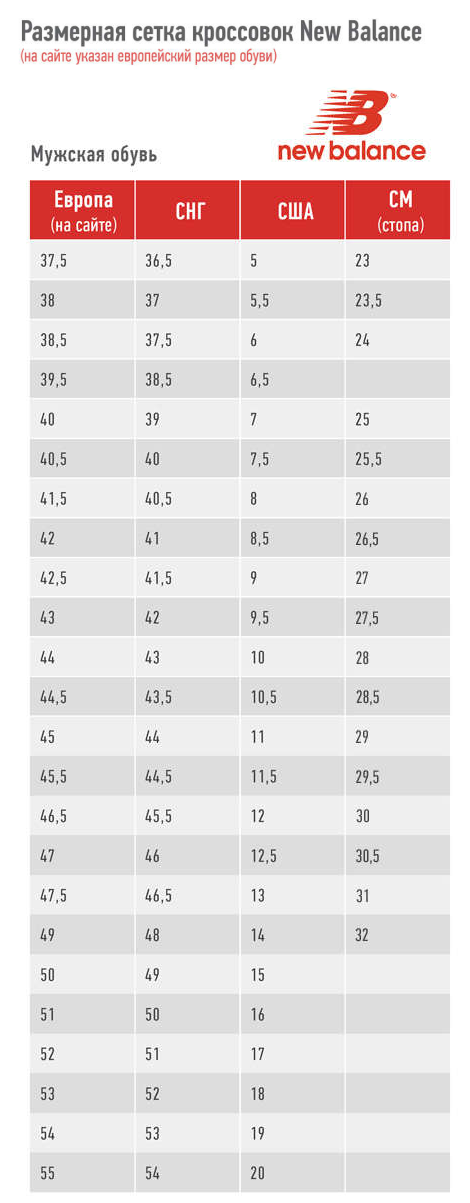 Размерная сетка кроссовок New Balance
(на сайте указан европейский размер обуви)
NB
new balance
Мужская обувь
Европа (на сайте) СНГ США СМ (стопа)
37,5 36,5 5 23
38 37 5,5 23,5
38,5 37,5 6 24
39,5 38,5 6,5
40 39 7 25
40,5 40 7,5 25,5
41,5 40,5 8 26
42 41 8,5 26,5
42,5 41,5 9 27
43 42 9,5 27,5
44 43 10 28
44,5 43,5 10,5 28,5
45 44 11 29
45,5 44,5 11,5 29,5
46,5 45,5 12 30
47 46 12,5 30,5
47,5 46,5 13 31
49 48 14 32
50 49 15
51 50 16
52 51 17
53 52 18
54 53 19
55 54 20